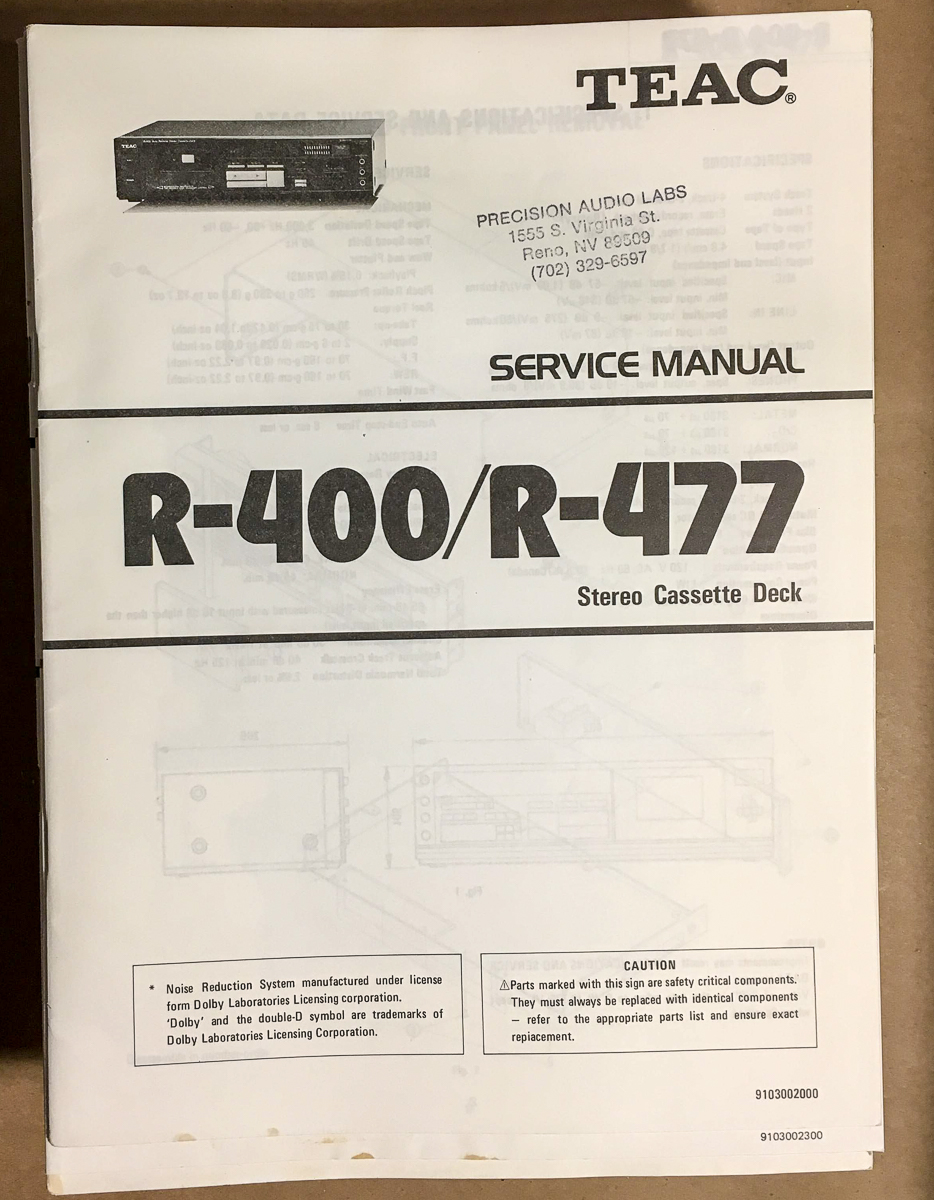 TEAC®
TEAC
PRECISION AUDIO LABS
1555 S. Virginia St.
Reno, NV 89509
(702) 329-6597
SERVICE MANUAL
R-400/R-477
Stereo Cassette Deck
* Noise Reduction System manufactured under license
form Dolby Laboratories Licensing corporation.
'Dolby' and the double-D symbol are trademarks of
Dolby Laboratories Licensing Corporation.
CAUTION
⚠Parts marked with this sign are safety critical components.
They must always be replaced with identical components
— refer to the appropriate parts list and ensure exact
repiacement.
9103002000
9103002300